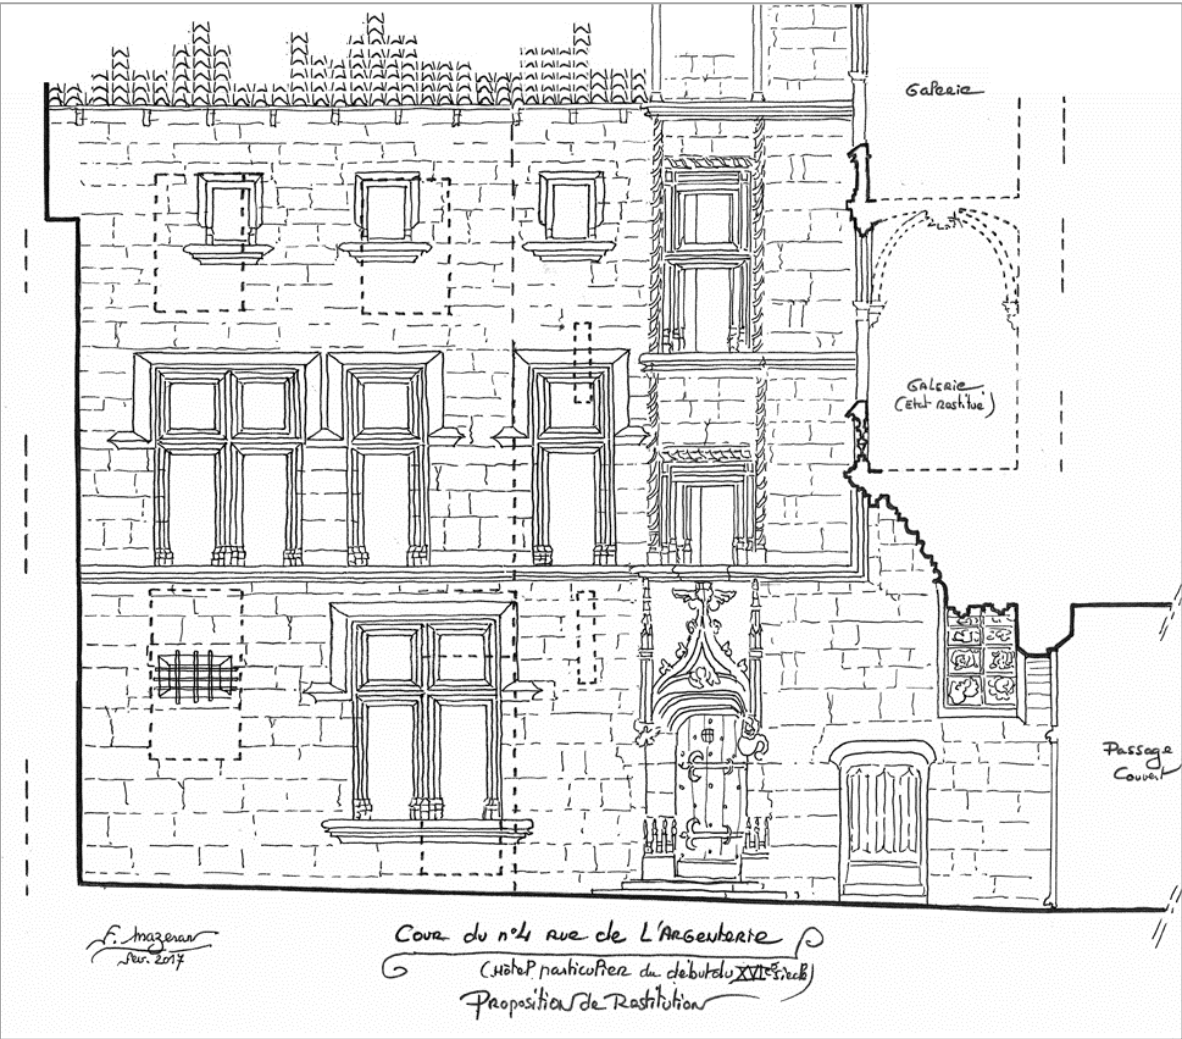 Galerie
GALERIE
(Etat Restitué)
Passage
Couvert
F. Mazeran
Fev. 2017
Cour du n°4 rue de L'Argenterie
(Hôtel particulier du début du XVIe siècle)
Proposition de Restitution